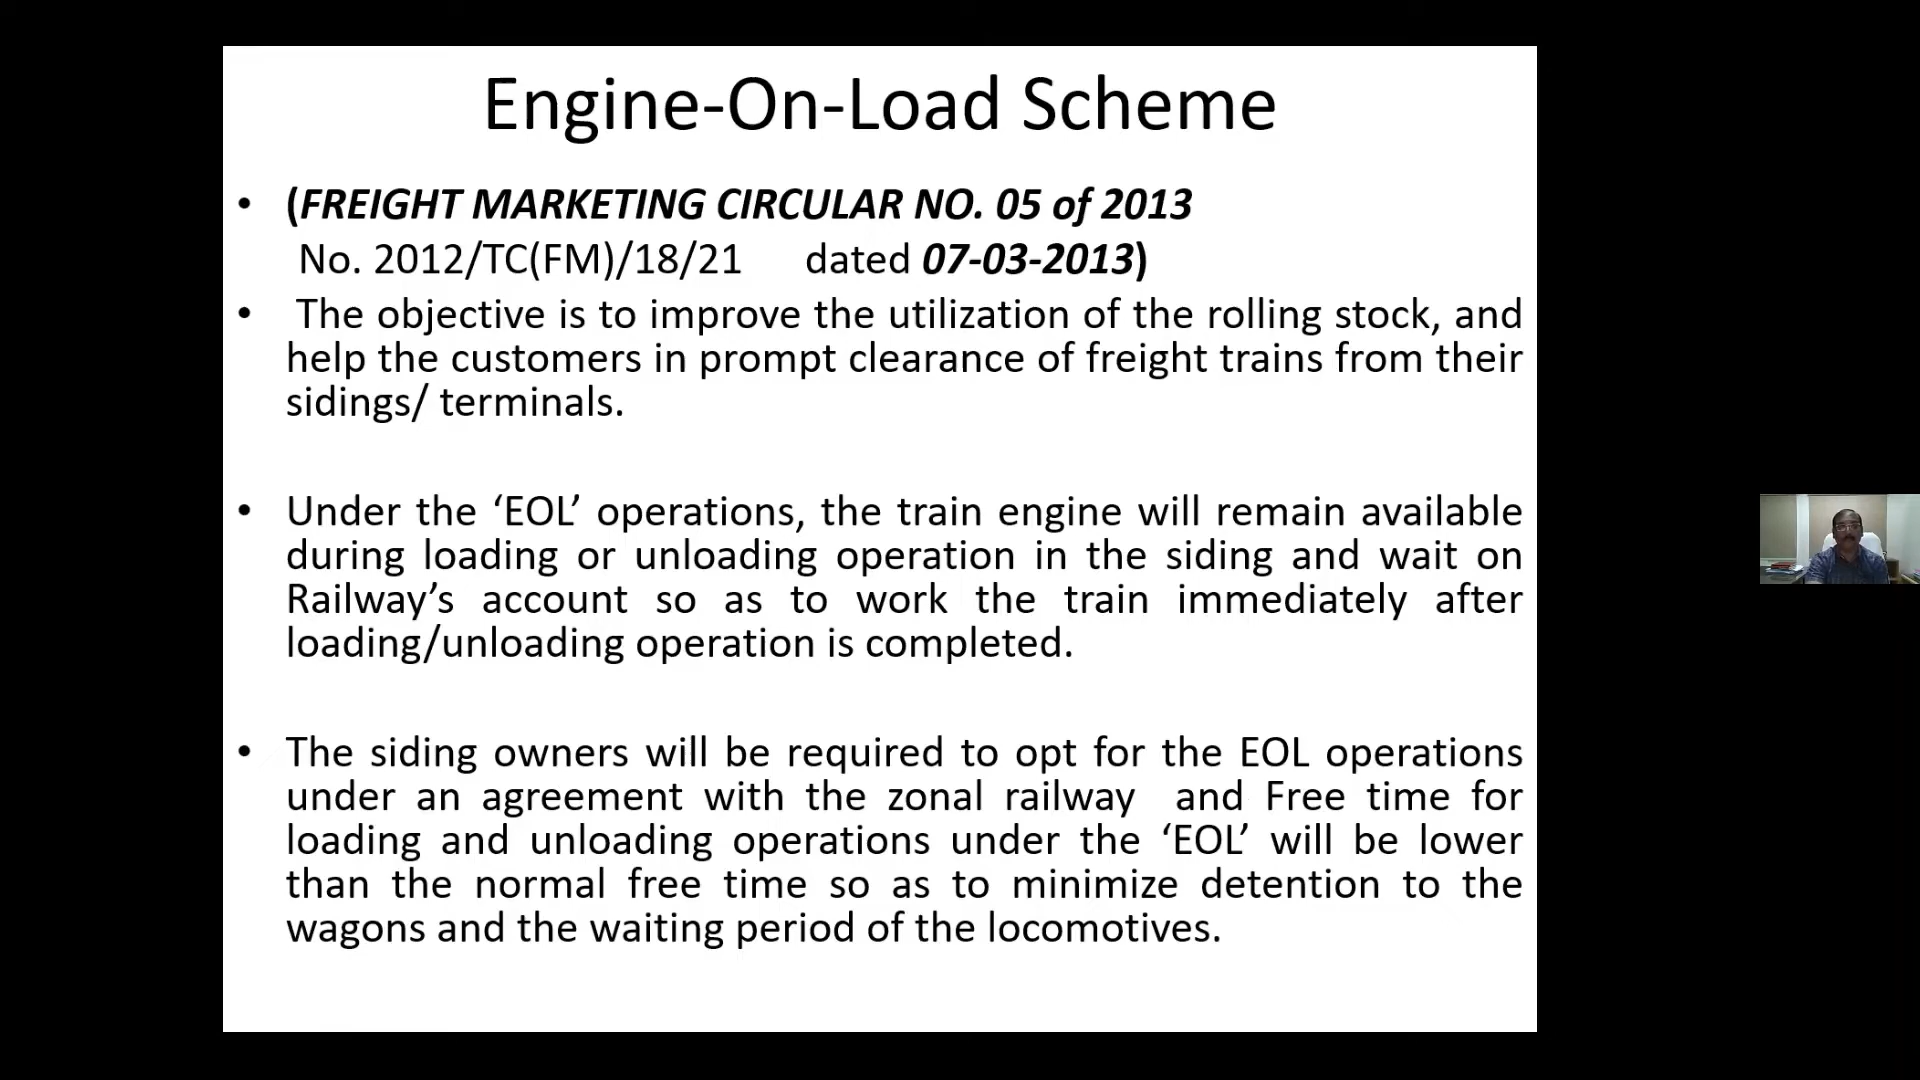 Engine-On-Load Scheme
• (FREIGHT MARKETING CIRCULAR NO. 05 of 2013
No. 2012/TC(FM)/18/21 dated 07-03-2013)
• The objective is to improve the utilization of the rolling stock, and
help the customers in prompt clearance of freight trains from their
sidings/ terminals.
• Under the ‘EOL’ operations, the train engine will remain available
during loading or unloading operation in the siding and wait on
Railway’s account so as to work the train immediately after
loading/unloading operation is completed.
• The siding owners will be required to opt for the EOL operations
under an agreement with the zonal railway and Free time for
loading and unloading operations under the ‘EOL’ will be lower
than the normal free time so as to minimize detention to the
wagons and the waiting period of the locomotives.